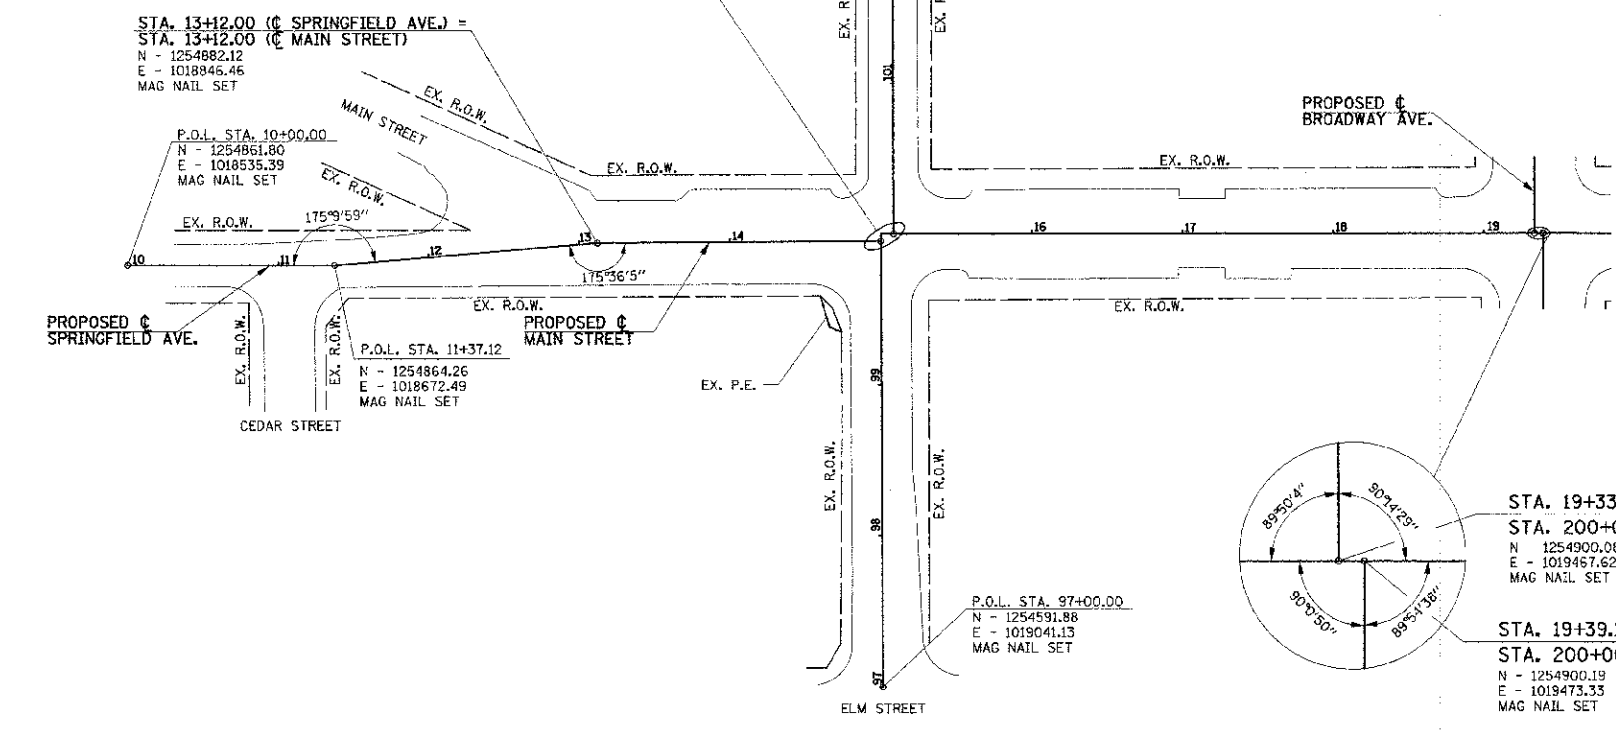 STA. 13+12.00 (℄ SPRINGFIELD AVE.) =
STA. 13+12.00 (℄ MAIN STREET)
N - 1254882.12
E - 1018846.46
MAG NAIL SET
P.O.L. STA. 10+00.00
N - 1254861.80
E - 1018535.39
MAG NAIL SET
EX. R.O.W.
MAIN STREET
EX. R.O.W.
EX. R.O.W.
175°9'59"
EX. R.O.W.
EX. R
EX. R
101
PROPOSED ℄
BROADWAY AVE.
EX. R.O.W.
10
11
12
13
14
16
17
18
19
175°36'5"
PROPOSED ℄
SPRINGFIELD AVE.
EX. R.O.W.
EX. R.O.W.
EX. R.O.W.
PROPOSED ℄
MAIN STREET
EX. R.O.W.
P.O.L. STA. 11+37.12
N - 1254864.26
E - 1018672.49
MAG NAIL SET
CEDAR STREET
EX. P.E.
99
EX. R.O.W.
98
EX. R.O.W.
97
P.O.L. STA. 97+00.00
N - 1254591.88
E - 1019041.13
MAG NAIL SET
ELM STREET
89°50'4"
90°14'29"
90°0'50"
89°54'38"
STA. 19+33
STA. 200+0
N 1254900.08
E - 1019467.62
MAG NAIL SET
STA. 19+39.
STA. 200+00
N - 1254900.19
E - 1019473.33
MAG NAIL SET